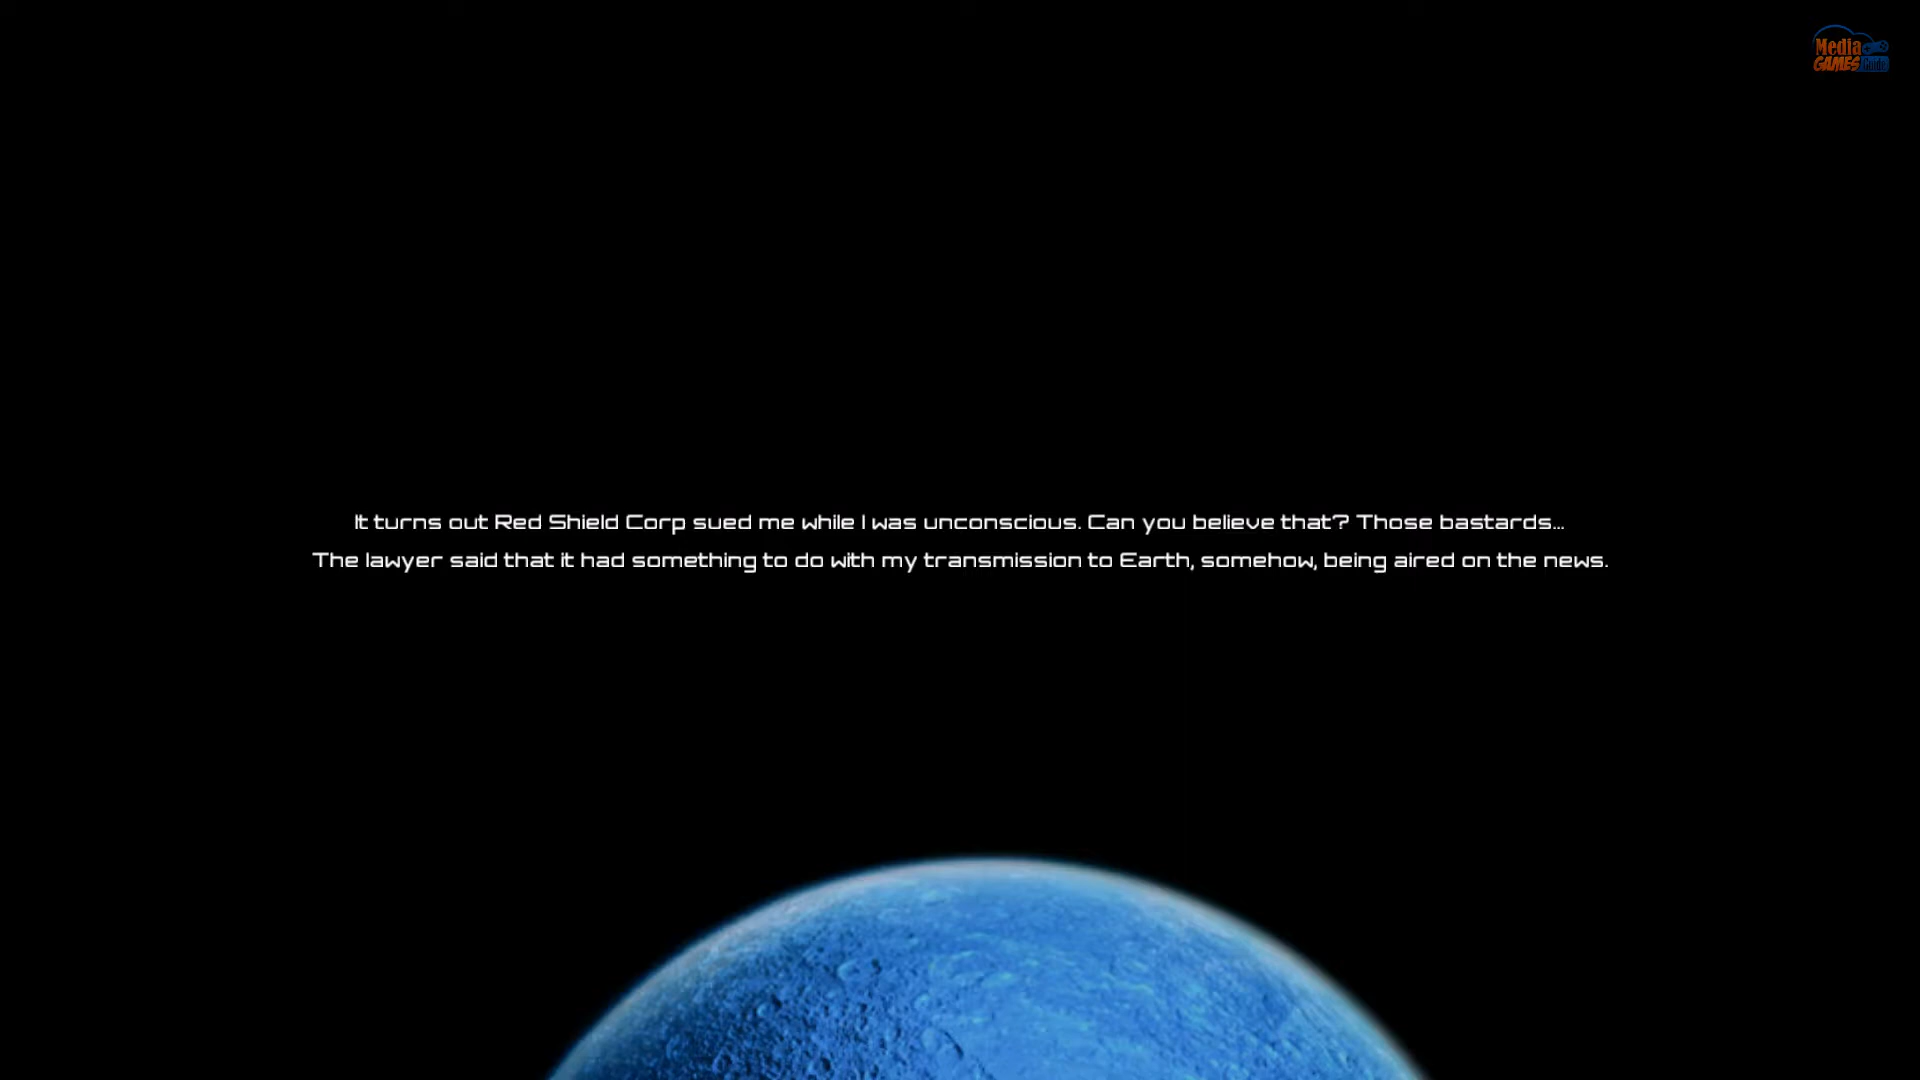 Media
GAMES Guide
It turns out Red Shield Corp sued me while I was unconscious. Can you believe that? Those bastards...
The lawyer said that it had something to do with my transmission to Earth, somehow, being aired on the news.